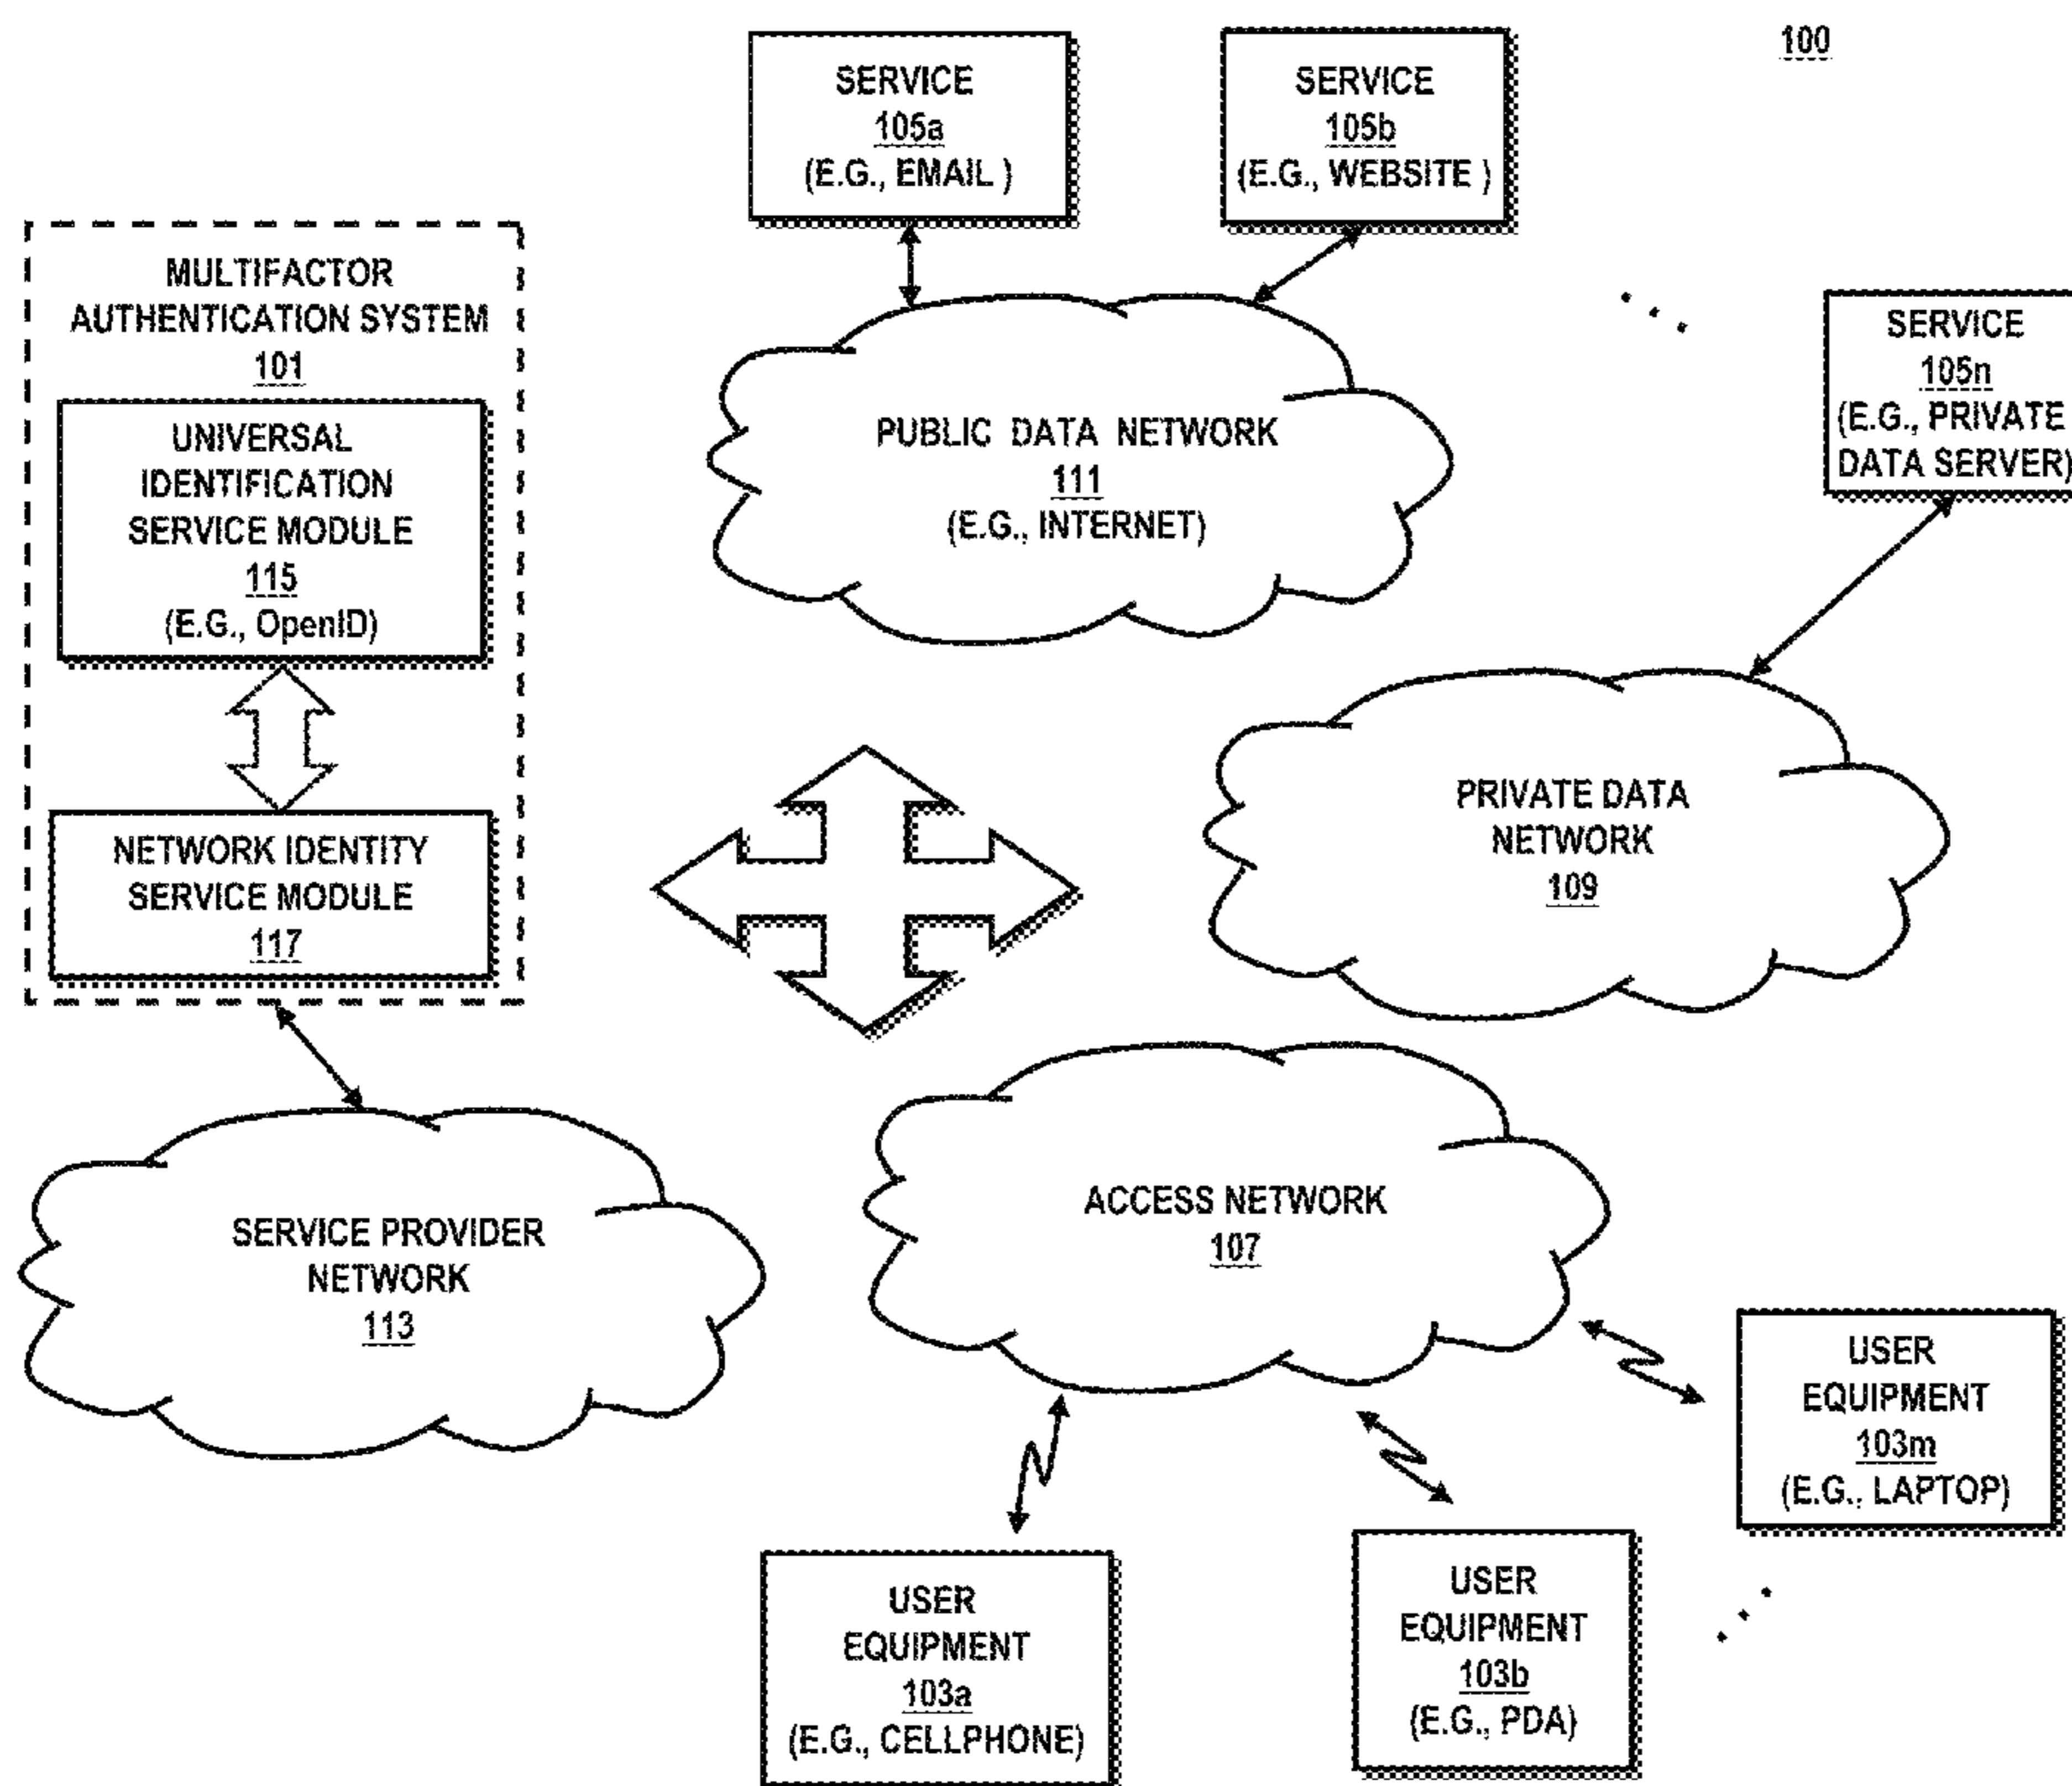 100
SERVICE
105a
(E.G., EMAIL )
SERVICE
105b
(E.G., WEBSITE )
SERVICE
105n
(E.G., PRIVATE
DATA SERVER)
MULTIFACTOR
AUTHENTICATION SYSTEM
101
UNIVERSAL
IDENTIFICATION
SERVICE MODULE
115
(E.G., OpenID)
NETWORK IDENTITY
SERVICE MODULE
117
PUBLIC DATA NETWORK
111
(E.G., INTERNET)
PRIVATE DATA
NETWORK
109
ACCESS NETWORK
107
SERVICE PROVIDER
NETWORK
113
USER
EQUIPMENT
103a
(E.G., CELLPHONE)
USER
EQUIPMENT
103b
(E.G., PDA)
USER
EQUIPMENT
103m
(E.G., LAPTOP)